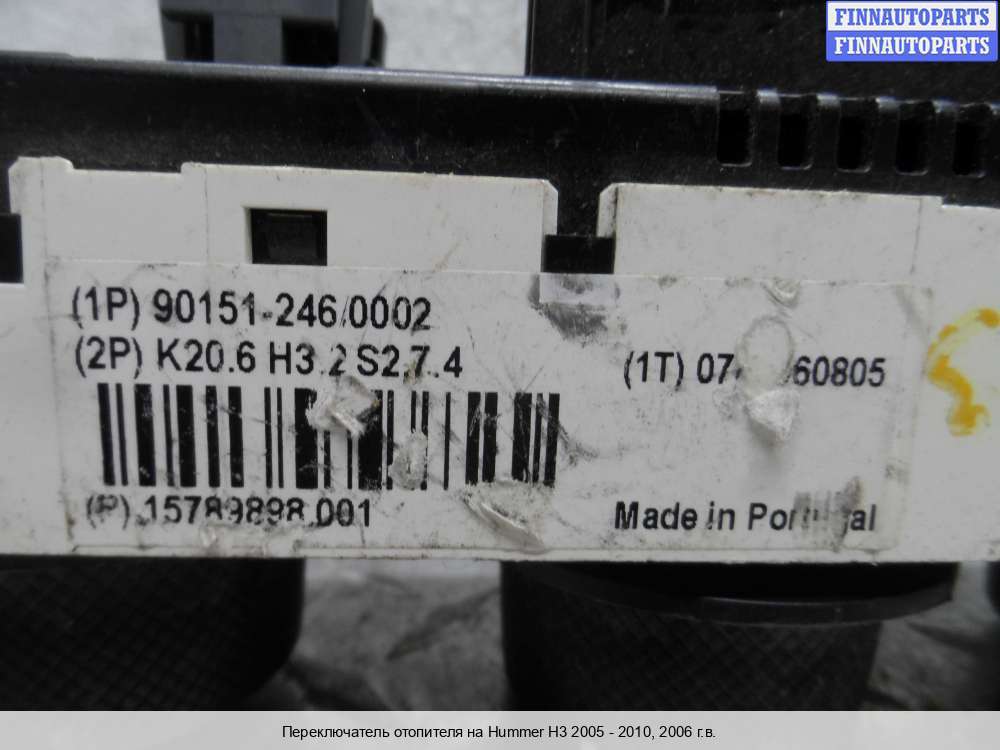 FINNAUTOPARTS
FINNAUTOPARTS
(1P) 90151-246/0002
(2P) K20.6 H3.2 S2.7.4
(1T)
(P) 15789898.001
Made in Portugal
Переключатель отопителя на Hummer H3 2005 - 2010, 2006 г.в.